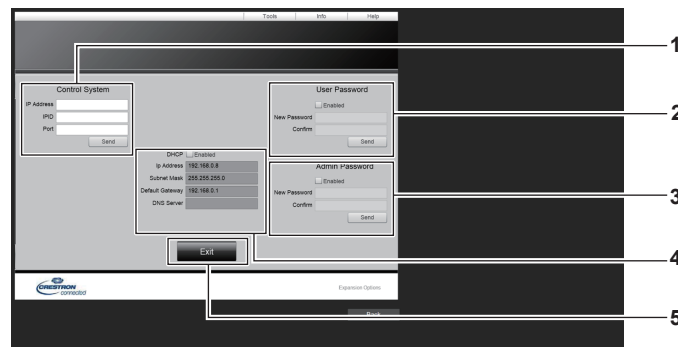 Tools Info Help
1
Control System
IP Address
IPID
Port
Send
User Password
Enabled
New Password
Confirm
Send
2
DHCP Enabled
Ip Address 192.168.0.8
Subnet Mask 255.255.255.0
Default Gateway 192.168.0.1
DNS Server
Admin Password
Enabled
New Password
Confirm
Send
3
4
Exit
CRESTRON
connected
Expansion Options
Back
5